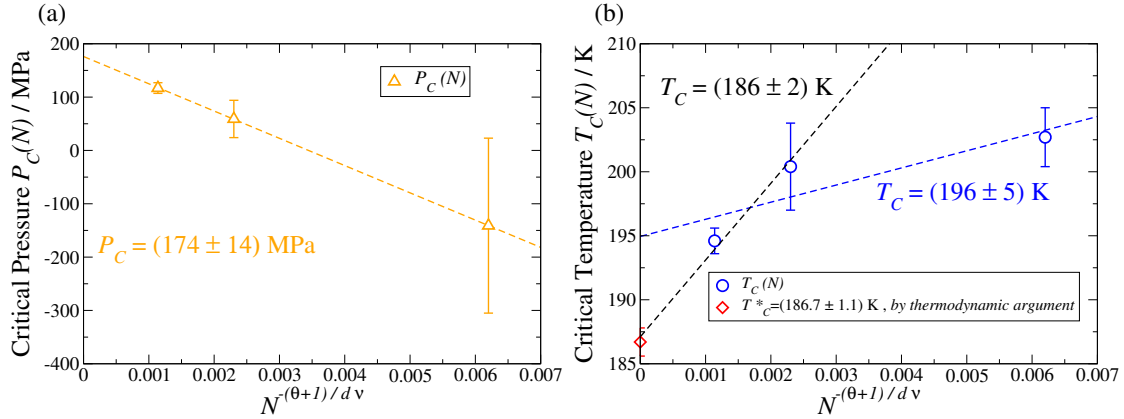 (a)
200
100
0
-100
-200
-300
-400
Critical Pressure P_C(N) / MPa
P_C(N)
P_C = (174 ± 14) MPa
0 0.001 0.002 0.003 0.004 0.005 0.006 0.007
N^-(θ+1) / d ν
(b)
210
205
200
195
190
185
Critical Temperature T_C(N) / K
T_C = (186 ± 2) K
T_C = (196 ± 5) K
T_C(N)
T*_C=(186.7 ± 1.1) K , by thermodynamic argument
0 0.001 0.002 0.003 0.004 0.005 0.006 0.007
N^-(θ+1) / d ν